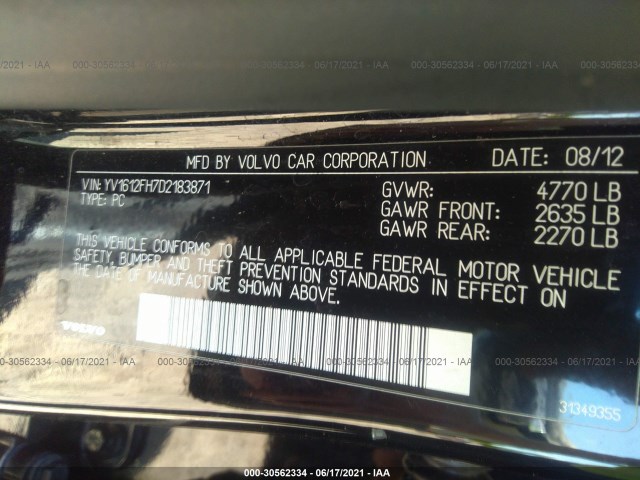 000-30562334 - 06/17/2021 - IAA
MFD BY VOLVO CAR CORPORATION DATE: 08/12
VIN: YV1612FH7D2183871 GVWR: 4770 LB
TYPE: PC GAWR FRONT: 2635 LB
GAWR REAR: 2270 LB
THIS VEHICLE CONFORMS TO ALL APPLICABLE FEDERAL MOTOR VEHICLE
SAFETY, BUMPER AND THEFT PREVENTION STANDARDS IN EFFECT ON
THE DATE OF MANUFACTURE SHOWN ABOVE.
VOLVO
31349355
000-30562334 - 06/17/2021 - IAA